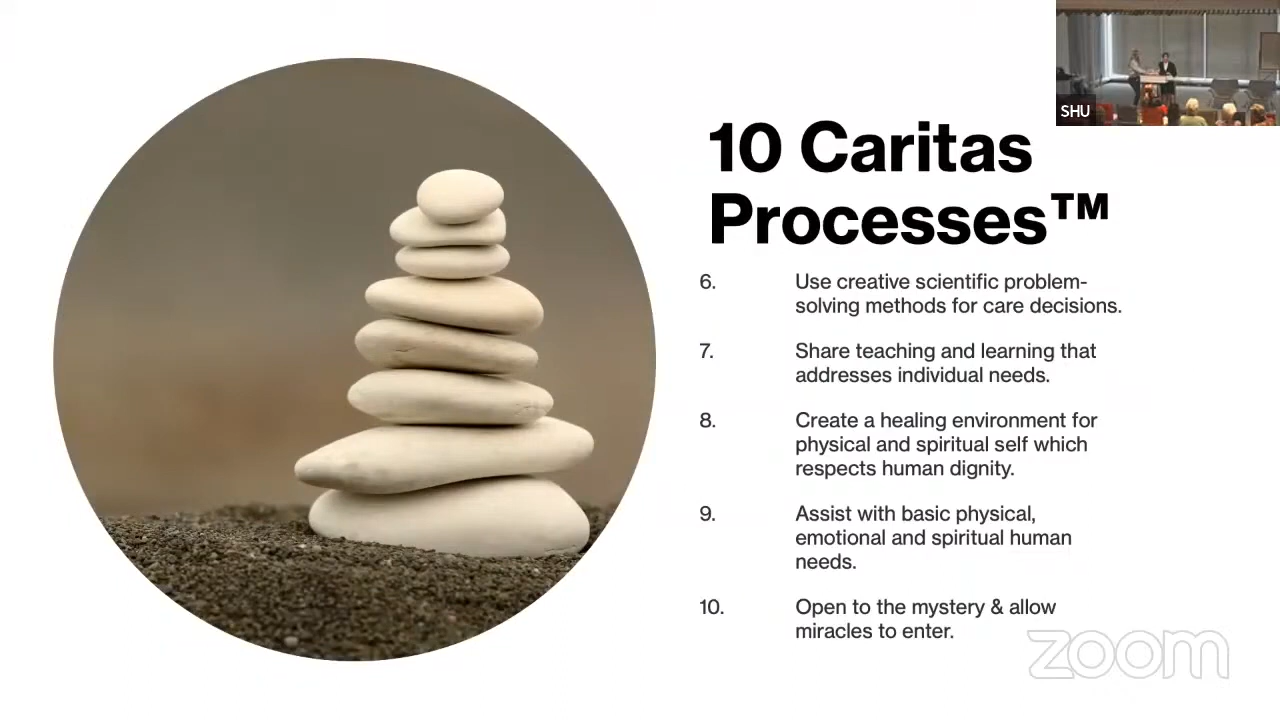 SHU
10 Caritas
Processes™
6. Use creative scientific problem-
solving methods for care decisions.
7. Share teaching and learning that
addresses individual needs.
8. Create a healing environment for
physical and spiritual self which
respects human dignity.
9. Assist with basic physical,
emotional and spiritual human
needs.
10. Open to the mystery & allow
miracles to enter.
zoom